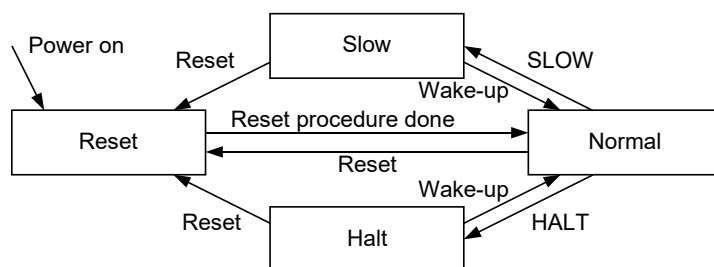 Power on
Slow
Reset
SLOW
Wake-up
Reset
Reset procedure done
Normal
Reset
Wake-up
Reset
Halt
HALT